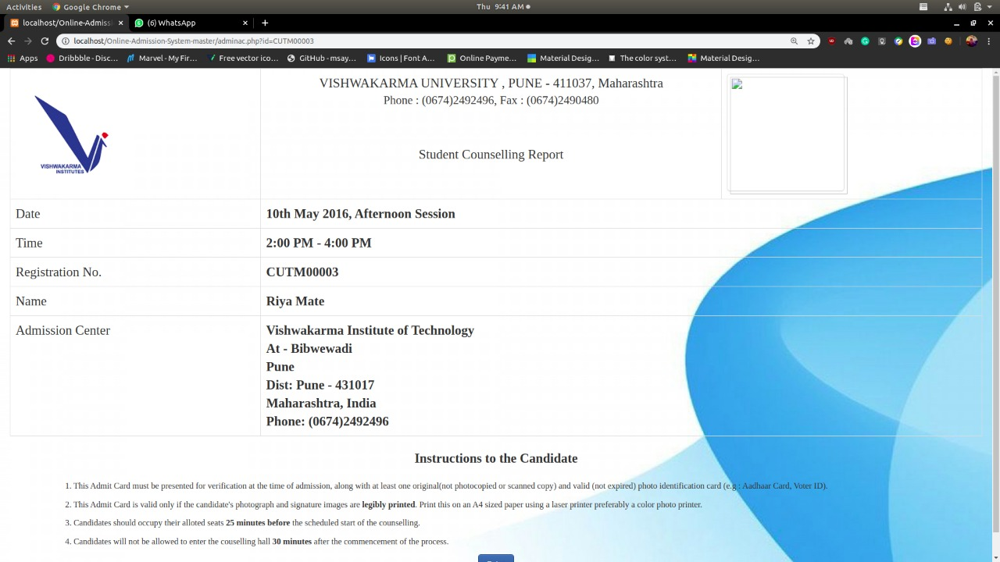 Activities
Google Chrome
Thu 9:41 AM
localhost/Online-Admissi
(6) WhatsApp
localhost/Online-Admission-System-master/adminac.php?id=CUTM00003
Apps
Dribbble - Disc…
Marvel - My Fir…
Free vector ico…
GitHub - msay…
Icons | Font A…
Online Payme…
Material Desig…
The color syst…
Material Desig…
VISHWAKARMA UNIVERSITY , PUNE - 411037, Maharashtra
Phone : (0674)2492496, Fax : (0674)2490480
VISHWAKARMA
INSTITUTES
Student Counselling Report
Date
10th May 2016, Afternoon Session
Time
2:00 PM - 4:00 PM
Registration No.
CUTM00003
Name
Riya Mate
Admission Center
Vishwakarma Institute of Technology
At - Bibwewadi
Pune
Dist: Pune - 431017
Maharashtra, India
Phone: (0674)2492496
Instructions to the Candidate
1. This Admit Card must be presented for verification at the time of admission, along with at least one original(not photocopied or scanned copy) and valid (not expired) photo identification card (e.g : Aadhaar Card, Voter ID).
2. This Admit Card is valid only if the candidate's photograph and signature images are legibly printed. Print this on an A4 sized paper using a laser printer preferably a color photo printer.
3. Candidates should occupy their alloted seats 25 minutes before the scheduled start of the counselling.
4. Candidates will not be allowed to enter the couselling hall 30 minutes after the commencement of the process.